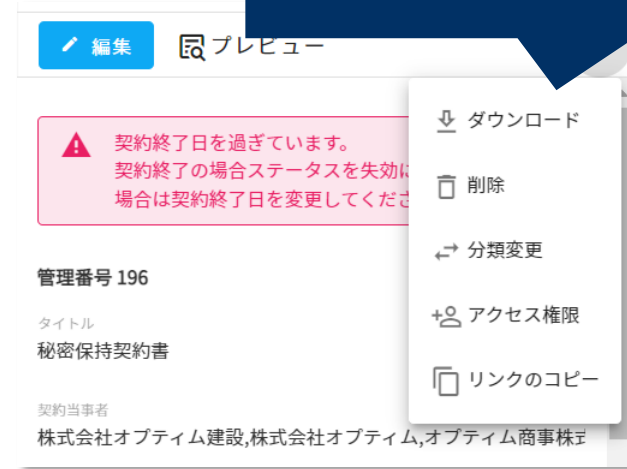 編集
プレビュー
ダウンロード
削除
分類変更
アクセス権限
リンクのコピー
契約終了日を過ぎています。
契約終了の場合ステータスを失効に
場合は契約終了日を変更してくださ
管理番号 196
タイトル
秘密保持契約書
契約当事者
株式会社オプティム建設,株式会社オプティム,オプティム商事株式